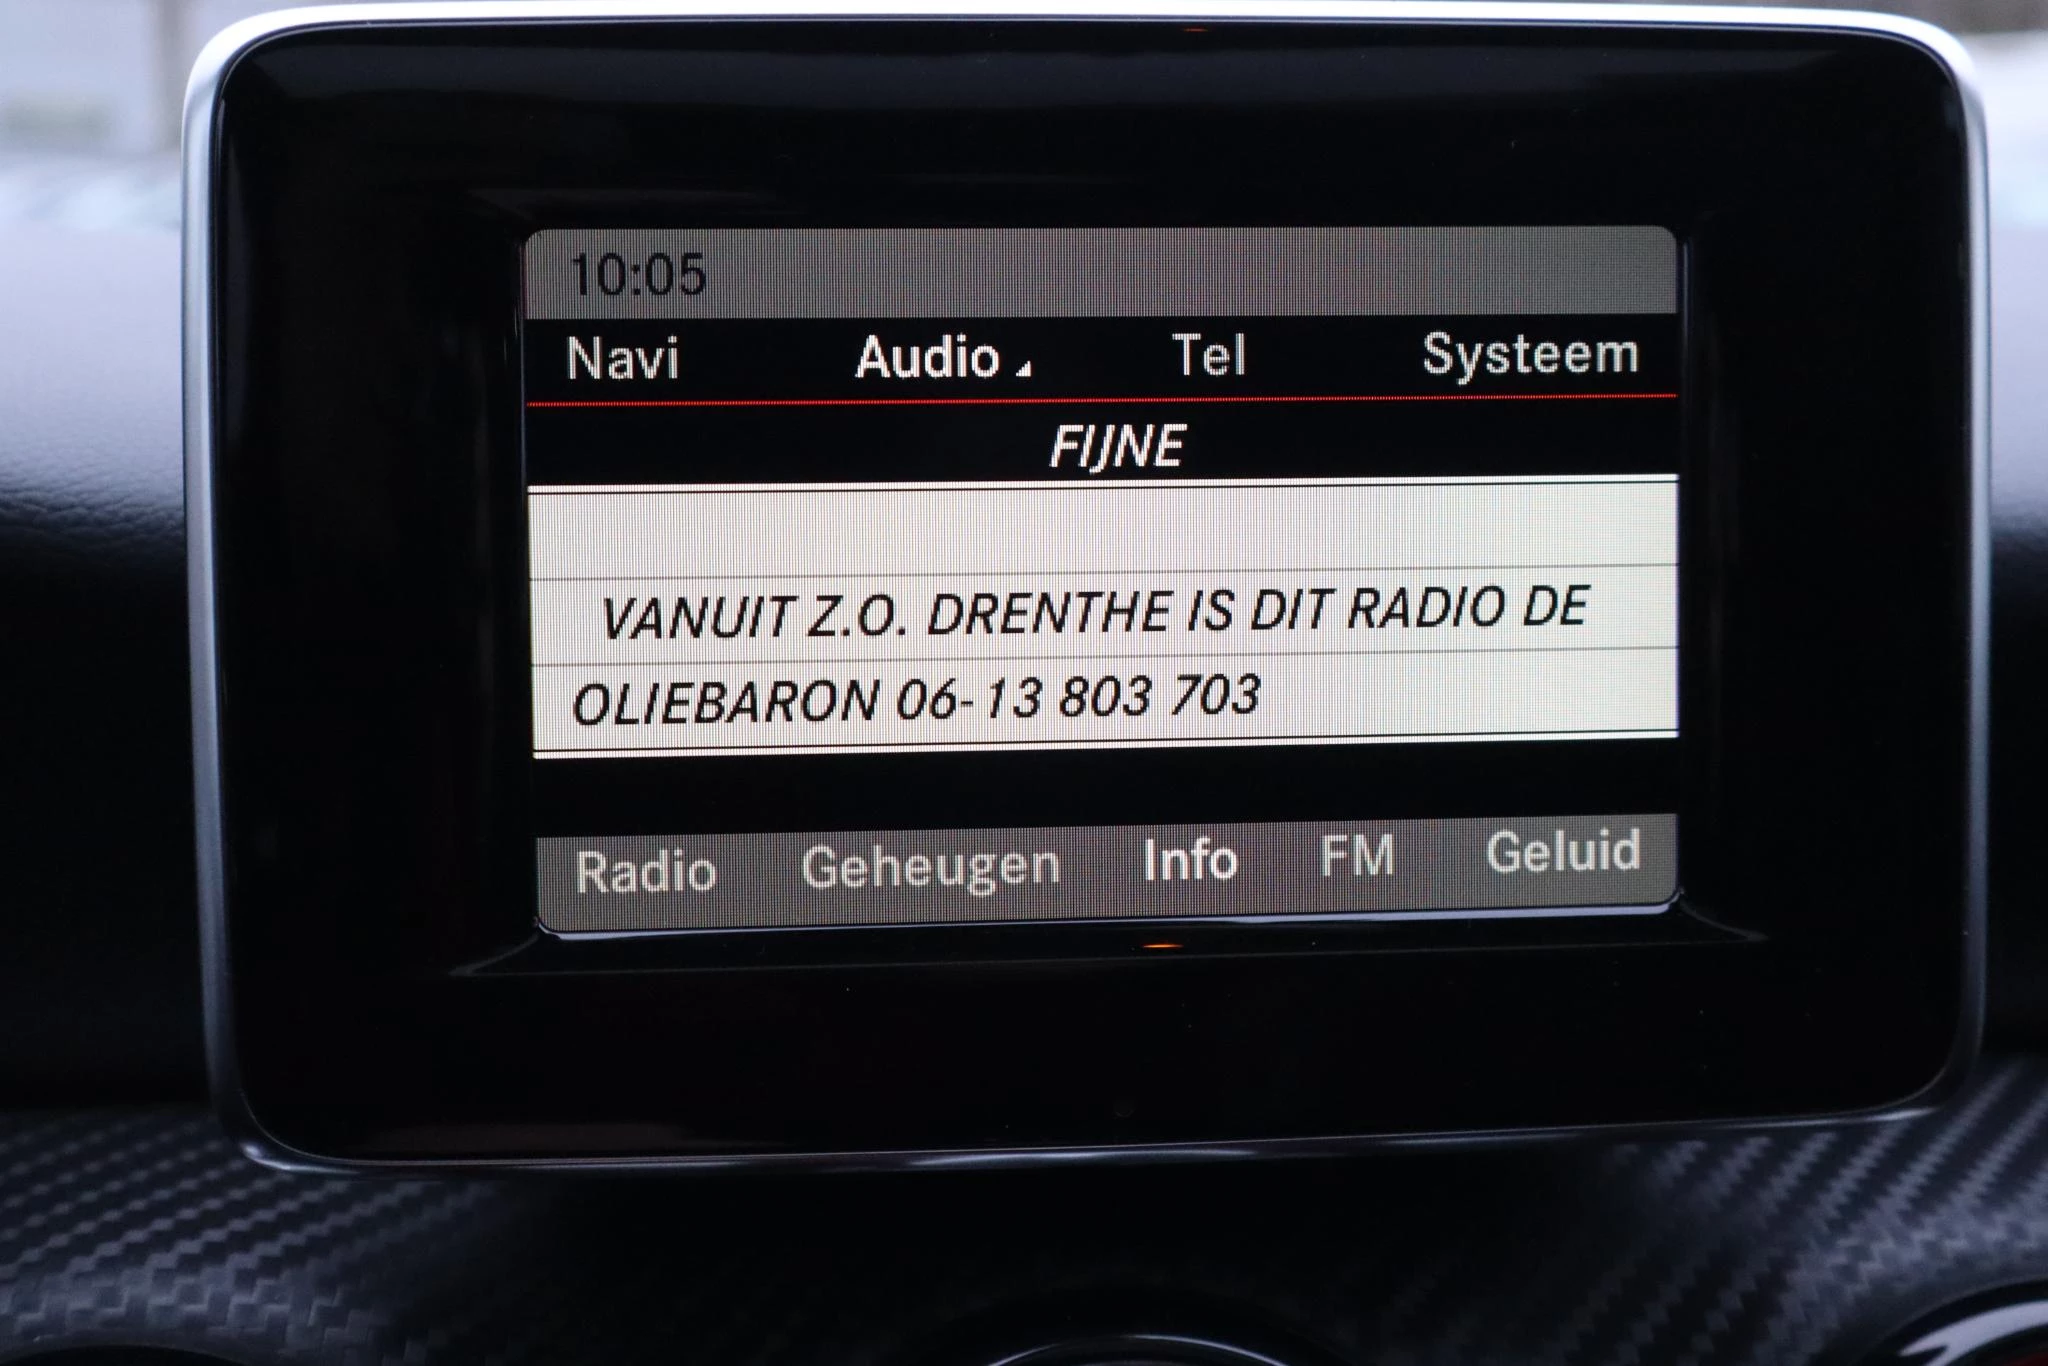 10:05
Navi Audio Tel Systeem
FIJNE
VANUIT Z.O. DRENTHE IS DIT RADIO DE
OLIEBARON 06-13 803 703
Radio Geheugen Info FM Geluid